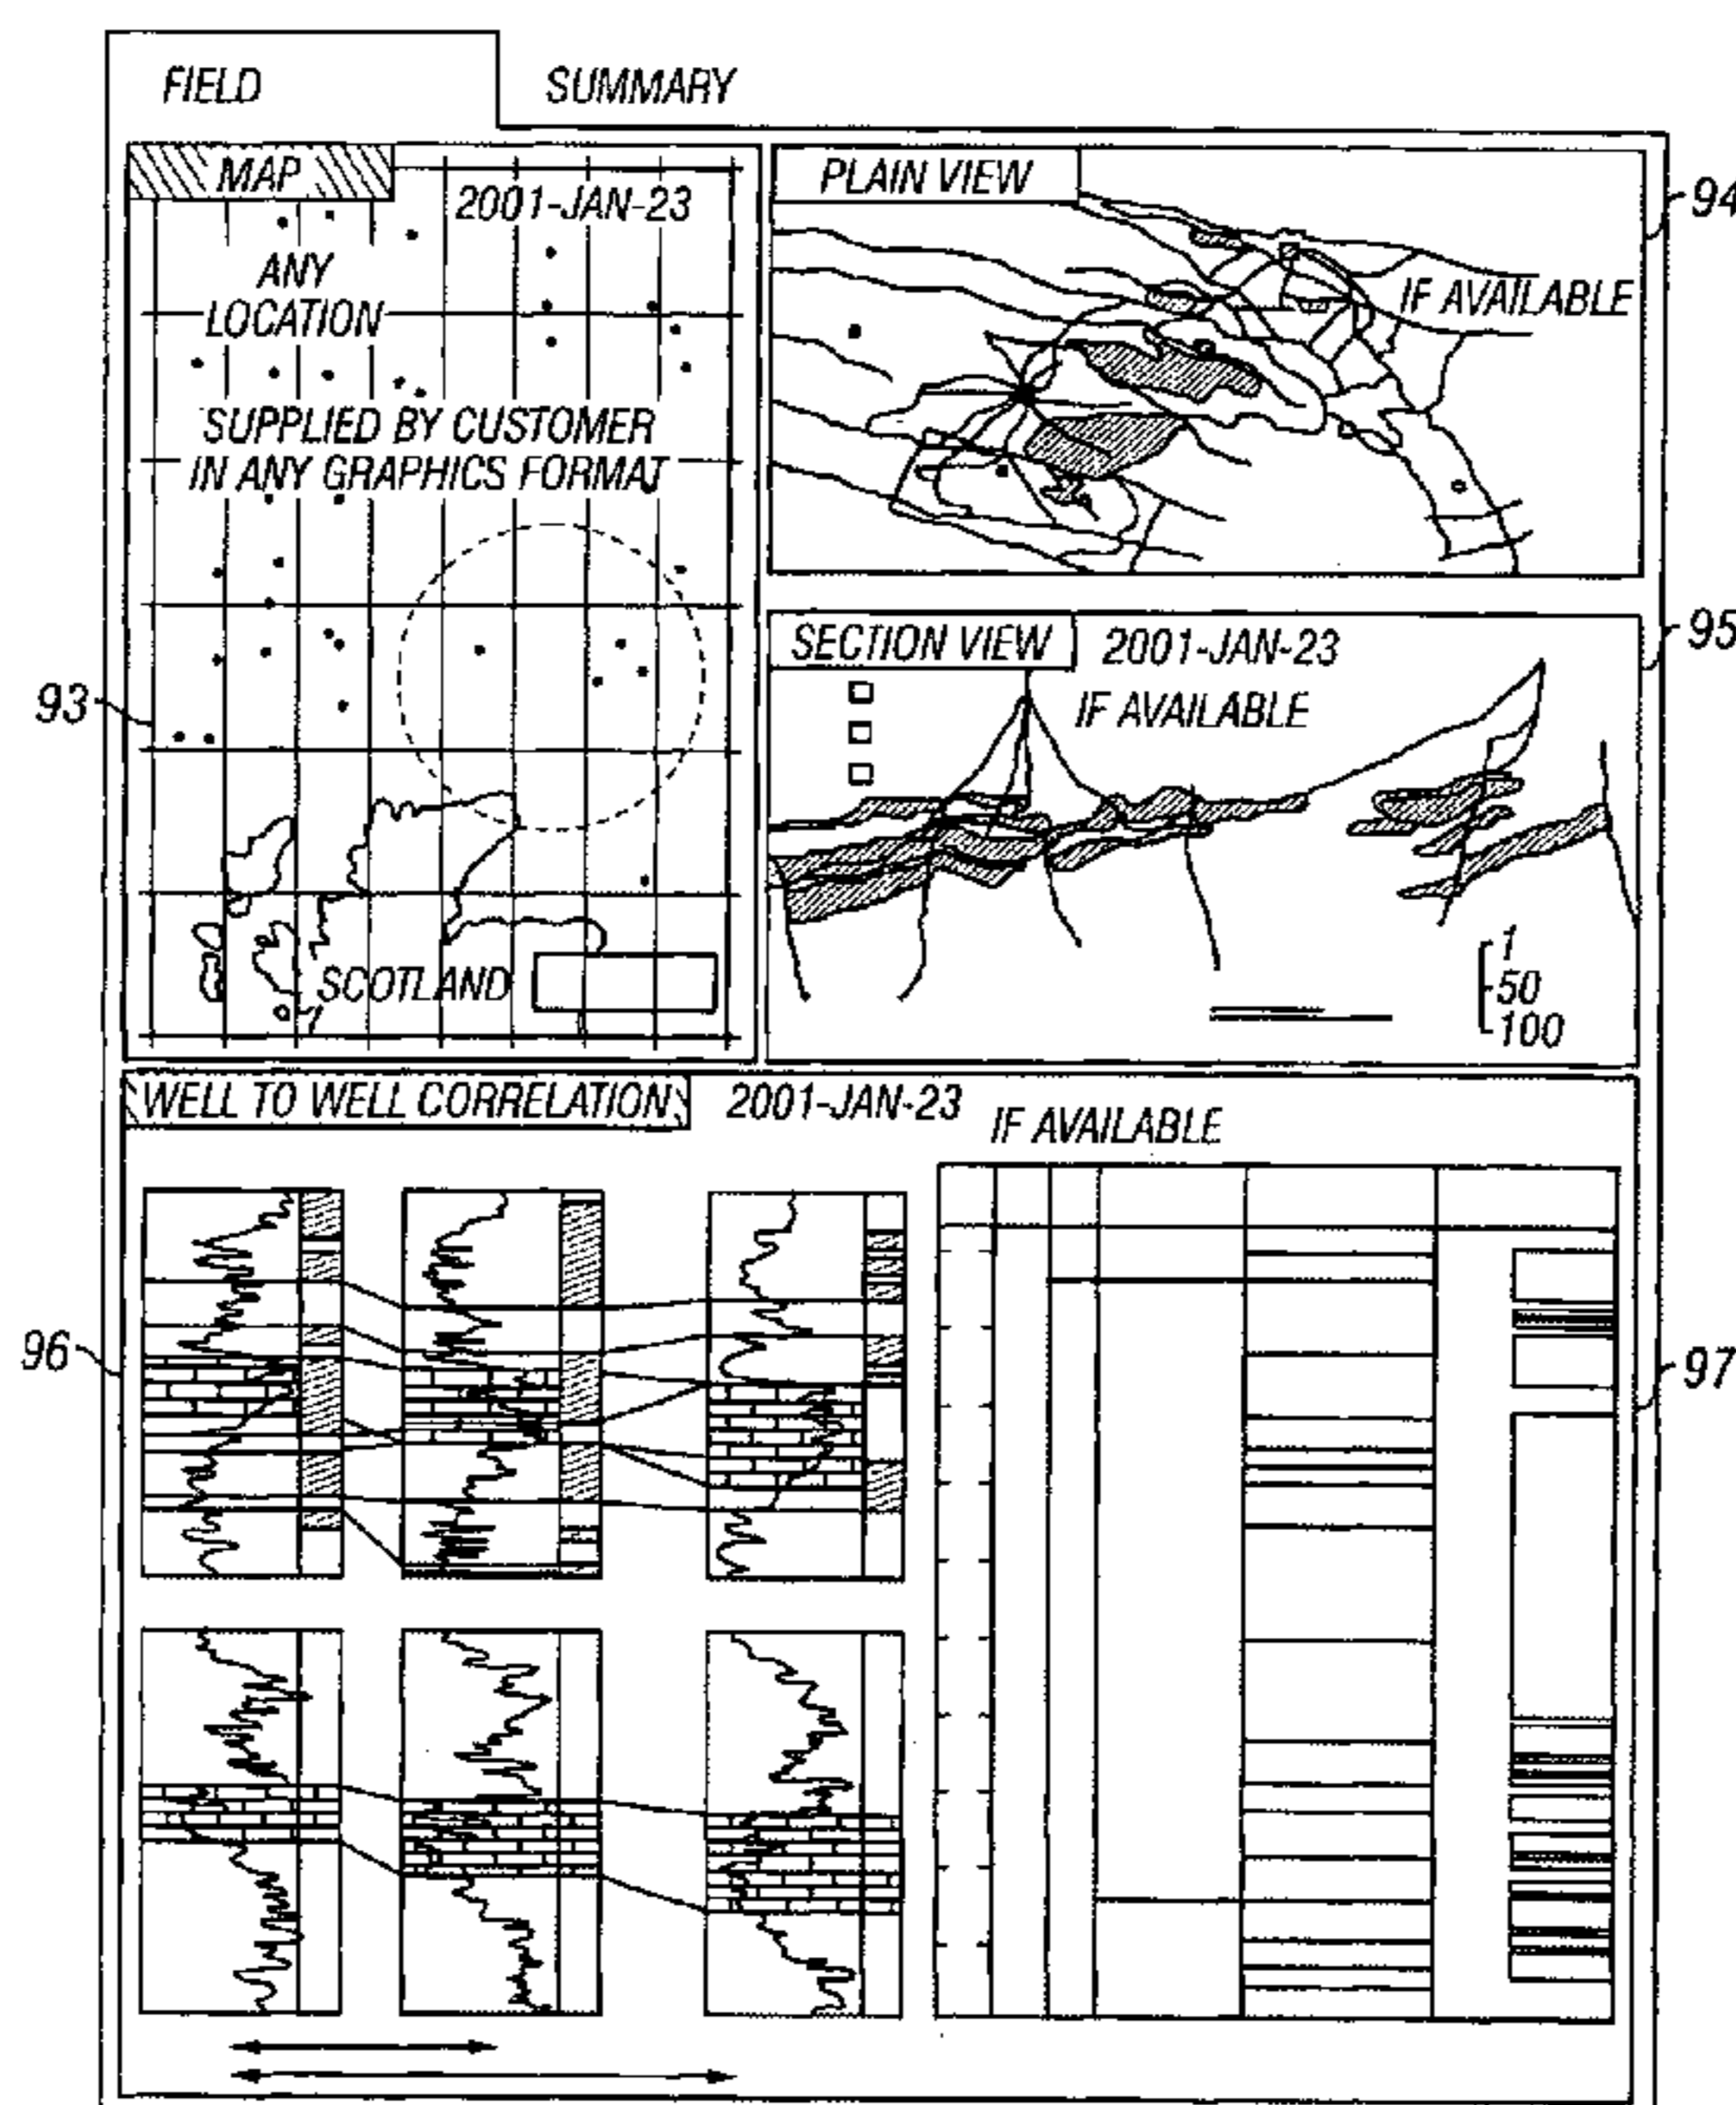 FIELD
SUMMARY
MAP
2001-JAN-23
ANY
LOCATION
SUPPLIED BY CUSTOMER
IN ANY GRAPHICS FORMAT
SCOTLAND
93
PLAIN VIEW
IF AVAILABLE
94
SECTION VIEW
2001-JAN-23
IF AVAILABLE
1
50
100
95
WELL TO WELL CORRELATION
2001-JAN-23
IF AVAILABLE
96
97